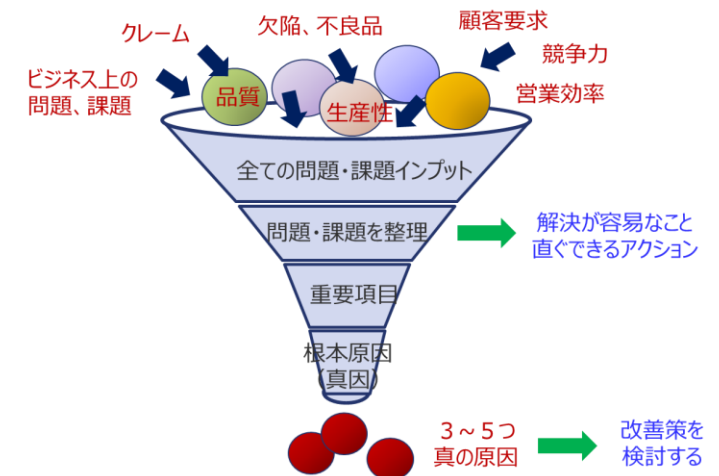 クレーム
欠陥、不良品
顧客要求
競争力
ビジネス上の
問題、課題
品質
生産性
営業効率
全ての問題・課題インプット
問題・課題を整理
解決が容易なこと
直ぐできるアクション
重要項目
根本原因
(真因)
3~5つ
真の原因
改善策を
検討する